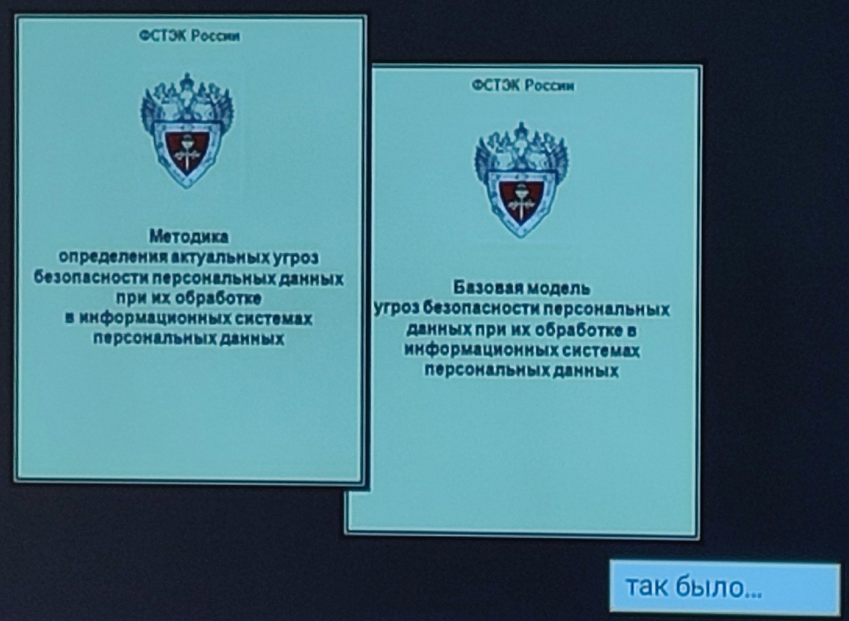 ФСТЭК России
Методика
определения актуальных угроз
безопасности персональных данных
при их обработке
в информационных системах
персональных данных
ФСТЭК России
Базовая модель
угроз безопасности персональных
данных при их обработке в
информационных системах
персональных данных
так было...